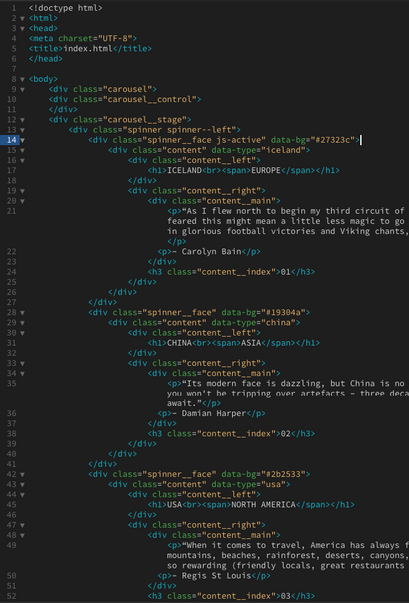 1 <!doctype html>
2 <html>
3 <head>
4 <meta charset="UTF-8">
5 <title>index.html</title>
6 </head>
7
8 <body>
9 <div class="carousel">
10 <div class="carousel__control">
11 </div>
12 <div class="carousel__stage">
13 <div class="spinner spinner--left">
14 <div class="spinner__face js-active" data-bg="#27323c">
15 <div class="content" data-type="iceland">
16 <div class="content__left">
17 <h1>ICELAND<br><span>EUROPE</span></h1>
18 </div>
19 <div class="content__right">
20 <div class="content__main">
21 <p>“As I flew north to begin my third circuit of
feared this might mean a little less magic to go
in glorious football victories and Viking chants,
</p>
22 <p>– Carolyn Bain</p>
23 </div>
24 <h3 class="content__index">01</h3>
25 </div>
26 </div>
27 </div>
28 <div class="spinner__face" data-bg="#19304a">
29 <div class="content" data-type="china">
30 <div class="content__left">
31 <h1>CHINA<br><span>ASIA</span></h1>
32 </div>
33 <div class="content__right">
34 <div class="content__main">
35 <p>“Its modern face is dazzling, but China is no
you won't be tripping over artefacts – three deca
await.”</p>
36 <p>– Damian Harper</p>
37 </div>
38 <h3 class="content__index">02</h3>
39 </div>
40 </div>
41 </div>
42 <div class="spinner__face" data-bg="#2b2533">
43 <div class="content" data-type="usa">
44 <div class="content__left">
45 <h1>USA<br><span>NORTH AMERICA</span></h1>
46 </div>
47 <div class="content__right">
48 <div class="content__main">
49 <p>“When it comes to travel, America has always f
mountains, beaches, rainforest, deserts, canyons,
so rewarding (friendly locals, great restaurants
50 <p>– Regis St Louis</p>
51 </div>
52 <h3 class="content__index">03</h3>